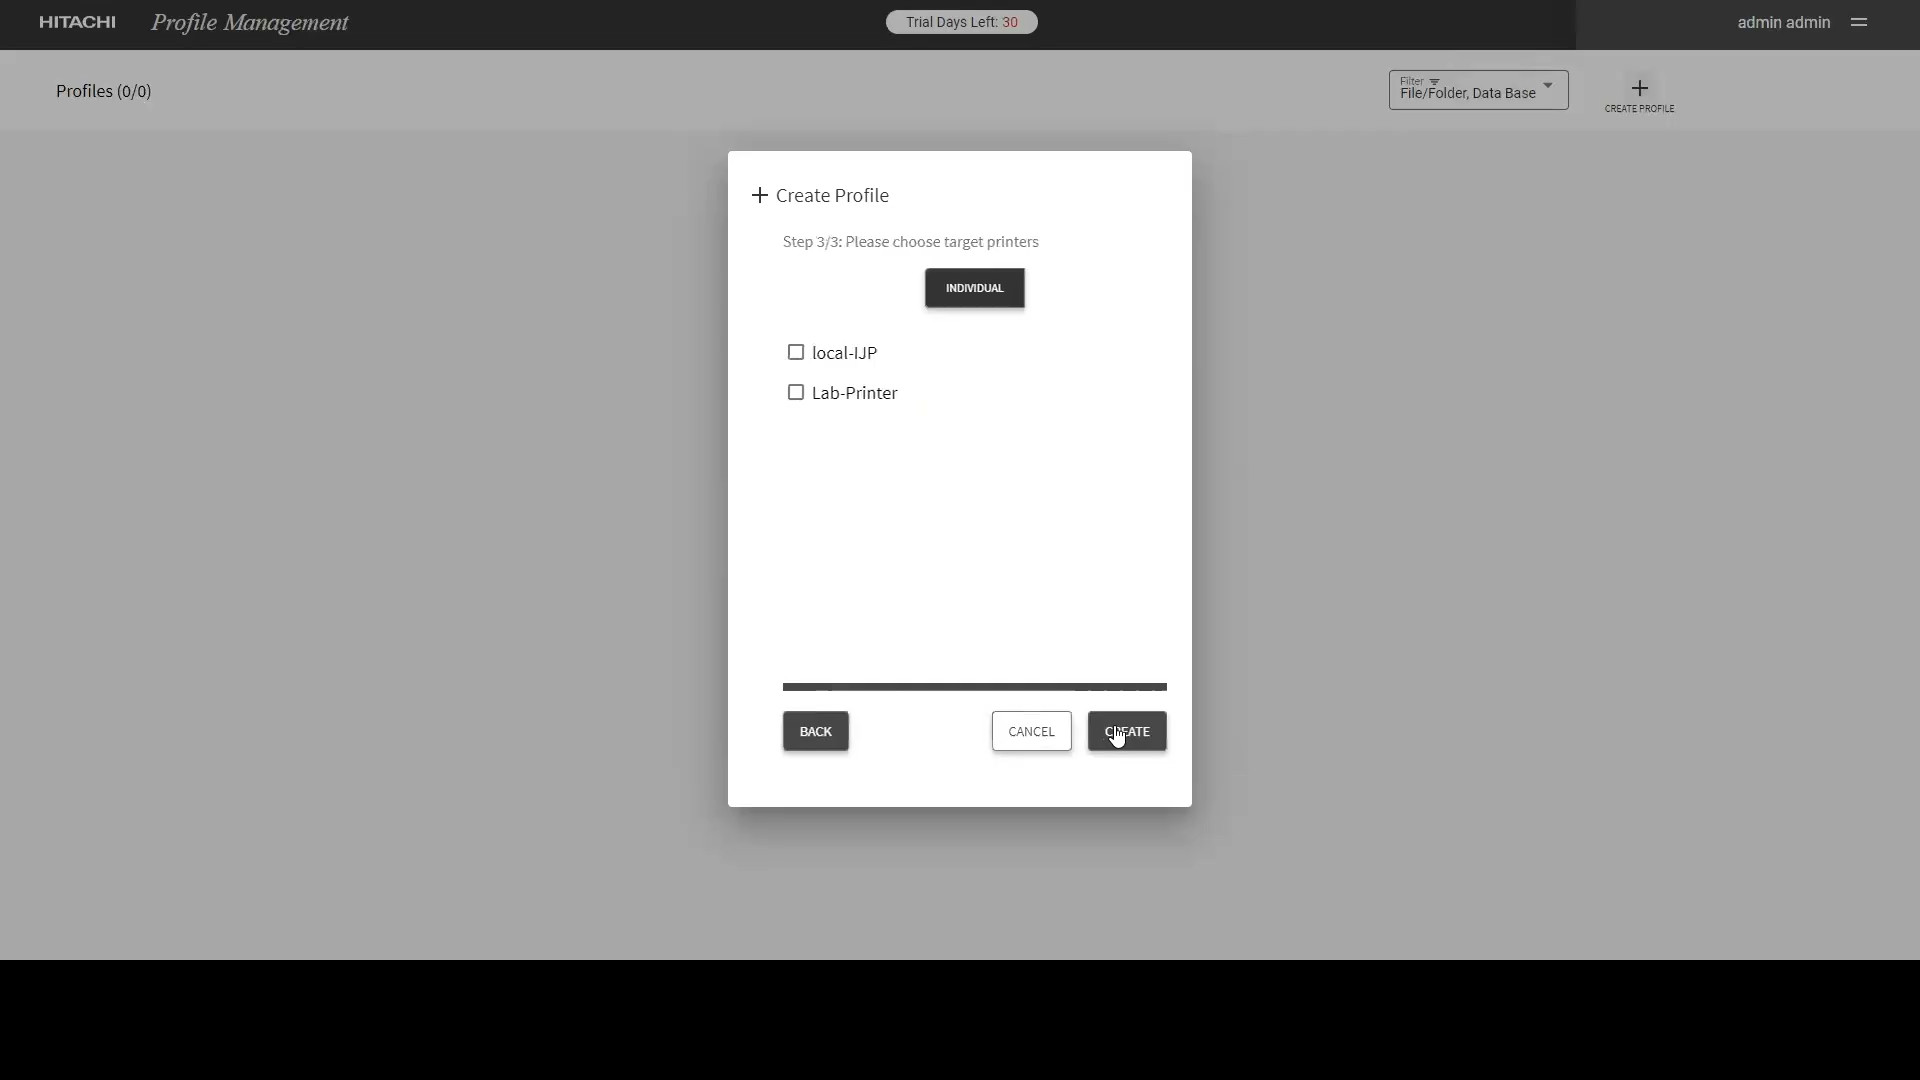 HITACHI Profile Management
Trial Days Left: 30
admin admin
Profiles (0/0)
Filter
File/Folder, Data Base
CREATE PROFILE
Create Profile
Step 3/3: Please choose target printers
INDIVIDUAL
local-IJP
Lab-Printer
BACK
CANCEL
CREATE